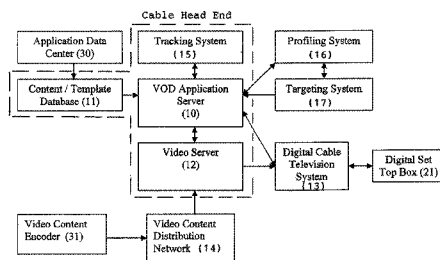 Cable Head End
Application Data
Center (30)
Tracking System
(15)
Profiling System
(16)
Content / Template
Database (11)
VOD Application
Server
(10)
Targeting System
(17)
Video Server
(12)
Digital Cable
Television
System
(13)
Digital Set
Top Box (21)
Video Content
Encoder (31)
Video Content
Distribution
Network (14)